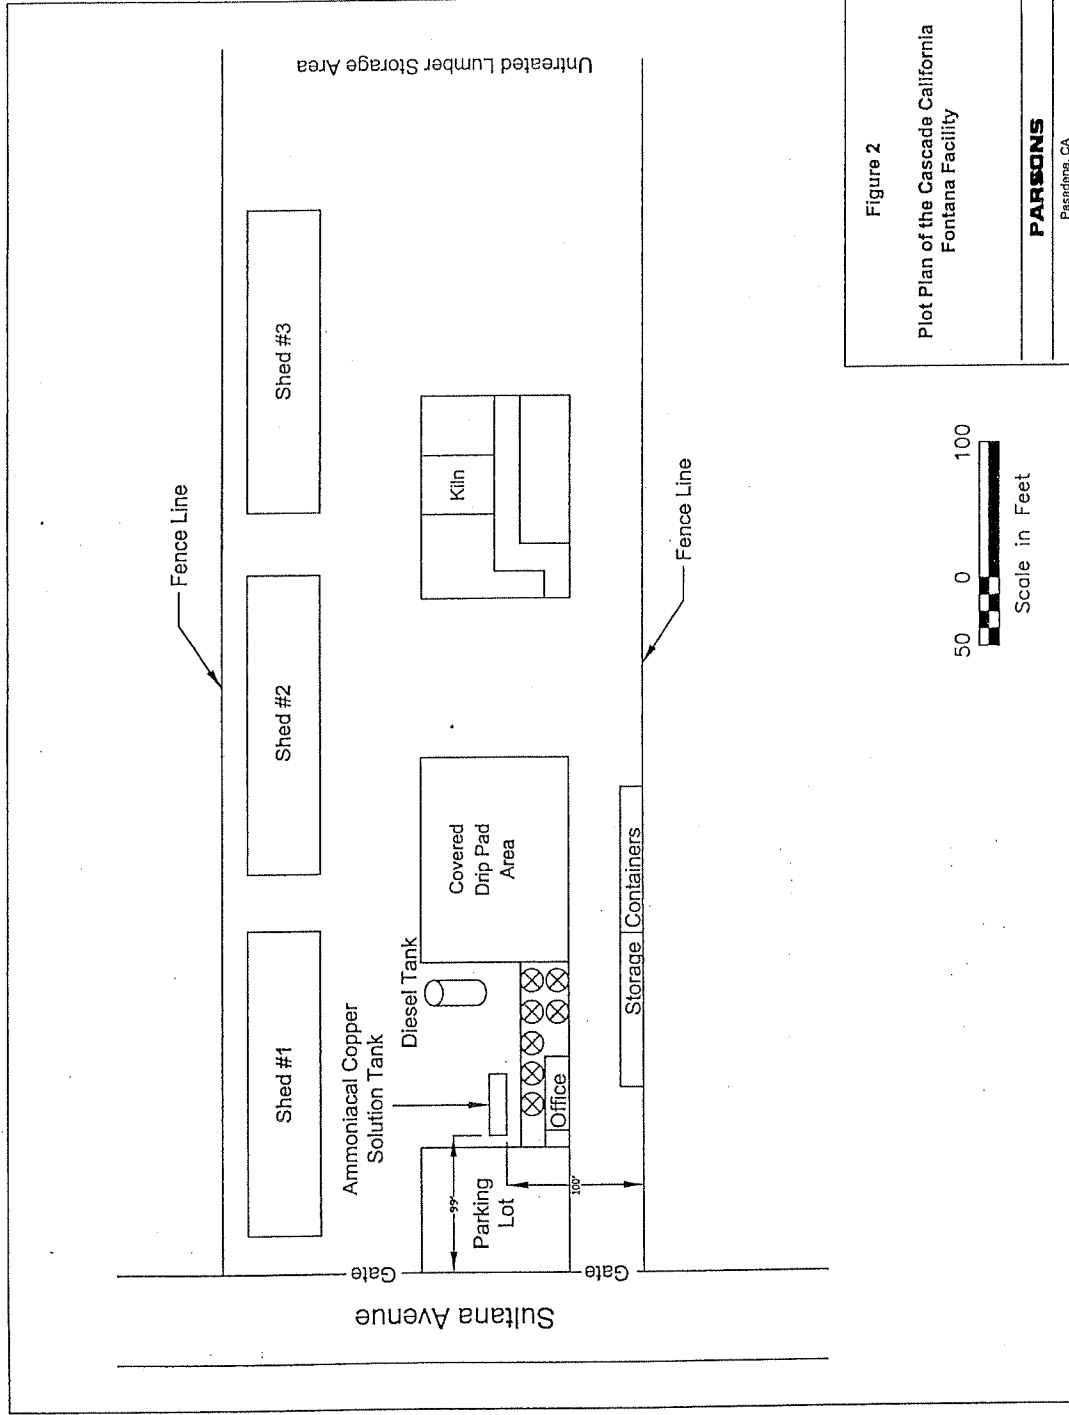 Untreated Lumber Storage Area
Fence Line
Shed #3
Shed #2
Shed #1
Kiln
Covered
Drip Pad
Area
Diesel Tank
Ammoniacal Copper
Solution Tank
Office
Storage Containers
Fence Line
Parking
Lot
99'
100'
Gate
Gate
Sultana Avenue
50 0 100
Scale in Feet
Figure 2
Plot Plan of the Cascade California
Fontana Facility
PARSONS
Pasadena, CA